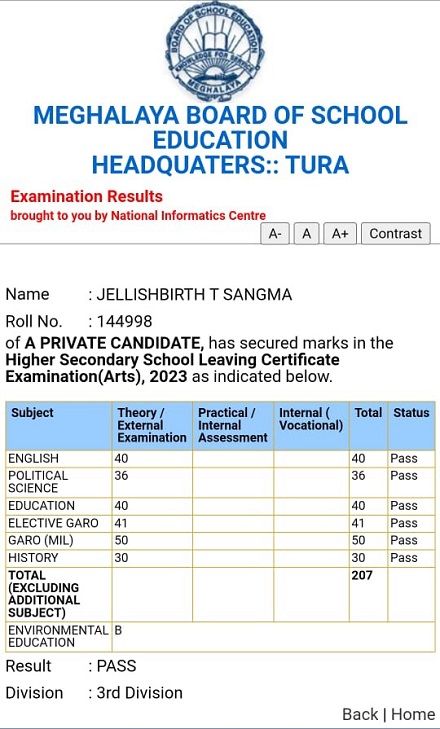 BOARD OF SCHOOL EDUCATION
KNOWLEDGE FOR SERVICE
MEGHALAYA
MEGHALAYA BOARD OF SCHOOL
EDUCATION
HEADQUATERS:: TURA
Examination Results
brought to you by National Informatics Centre
A- A A+ Contrast
Name : JELLISHBIRTH T SANGMA
Roll No. : 144998
of A PRIVATE CANDIDATE, has secured marks in the
Higher Secondary School Leaving Certificate
Examination(Arts), 2023 as indicated below.
Subject Theory / External Examination Practical / Internal Assessment Internal ( Vocational) Total Status
ENGLISH 40 40 Pass
POLITICAL SCIENCE 36 36 Pass
EDUCATION 40 40 Pass
ELECTIVE GARO 41 41 Pass
GARO (MIL) 50 50 Pass
HISTORY 30 30 Pass
TOTAL (EXCLUDING ADDITIONAL SUBJECT) 207
ENVIRONMENTAL EDUCATION B
Result : PASS
Division : 3rd Division
Back | Home